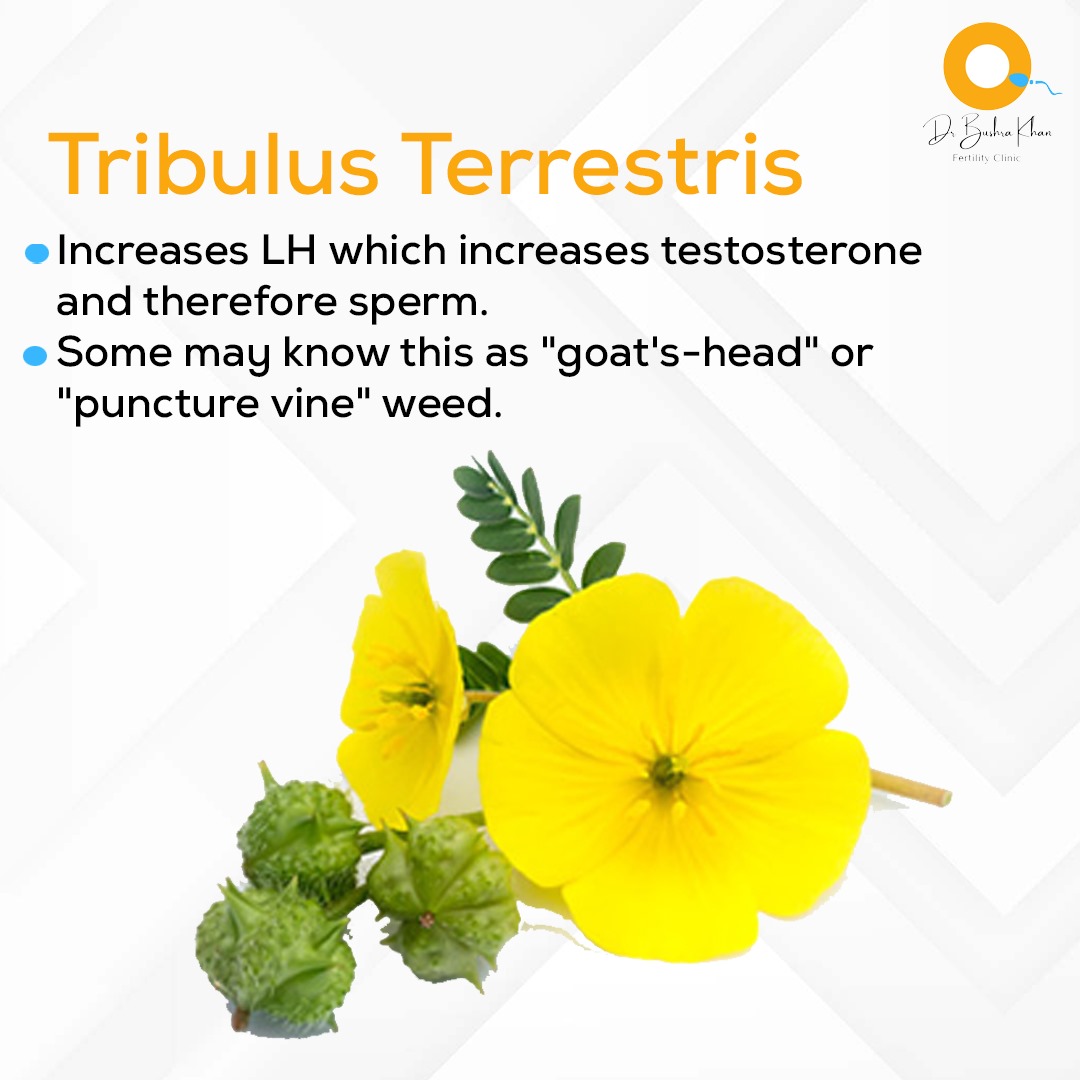 Dr Bushra Khan
Fertility Clinic
Tribulus Terrestris
Increases LH which increases testosterone
and therefore sperm.
Some may know this as "goat's-head" or
"puncture vine" weed.